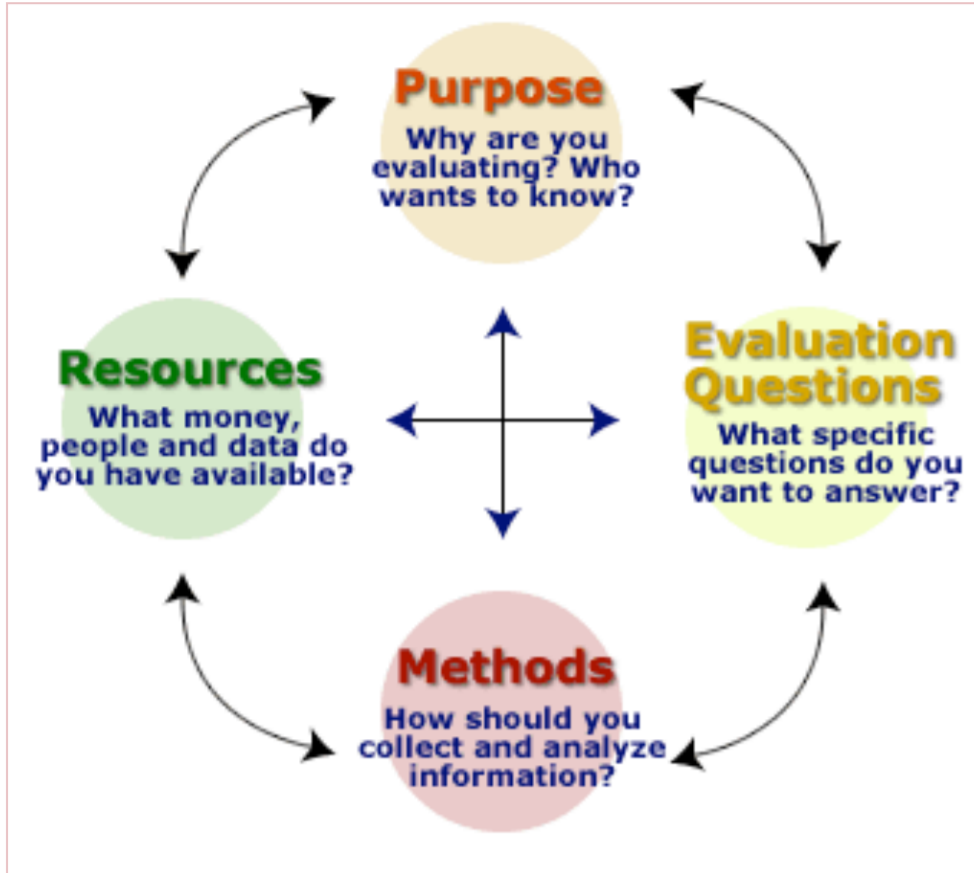 Purpose
Why are you
evaluating? Who
wants to know?
Resources
What money,
people and data do
you have available?
Evaluation
Questions
What specific
questions do you
want to answer?
Methods
How should you
collect and analyze
information?